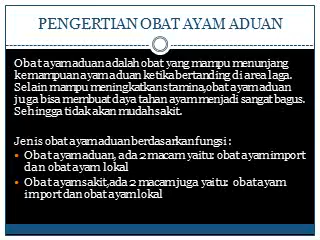 PENGERTIAN OBAT AYAM ADUAN
Obat ayam aduan adalah obat yang mampu menunjang
kemampuan ayam aduan ketika bertanding di area laga.
Selain mampu meningkatkan stamina,obat ayam aduan
juga bisa membuat daya tahan ayam menjadi sangat bagus.
Sehingga tidak akan mudah sakit.
Jenis obat ayam aduan berdasarkan fungsi :
• Obat ayam aduan, ada 2 macam yaitu: obat ayam import
dan obat ayam lokal
• Obat ayam sakit,ada 2 macam juga yaitu: obat ayam
import dan obat ayam lokal